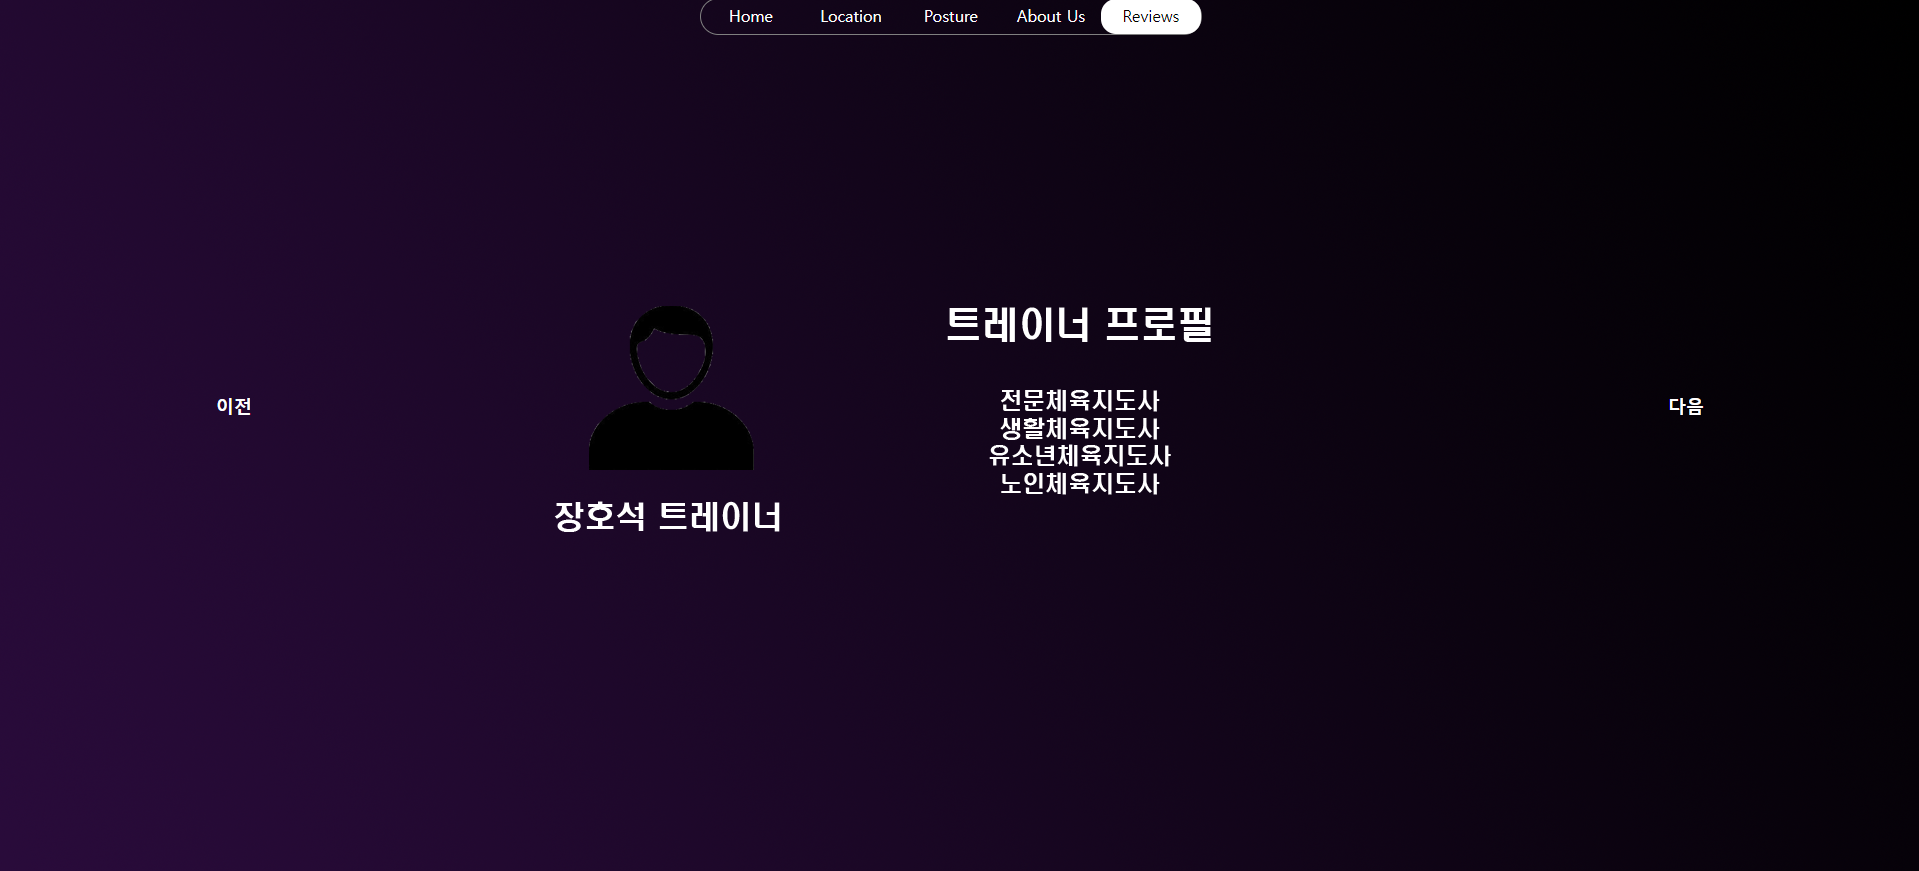 Home Location Posture About Us Reviews
트레이너 프로필
이전
다음
전문체육지도사
생활체육지도사
유소년체육지도사
노인체육지도사
장호석 트레이너